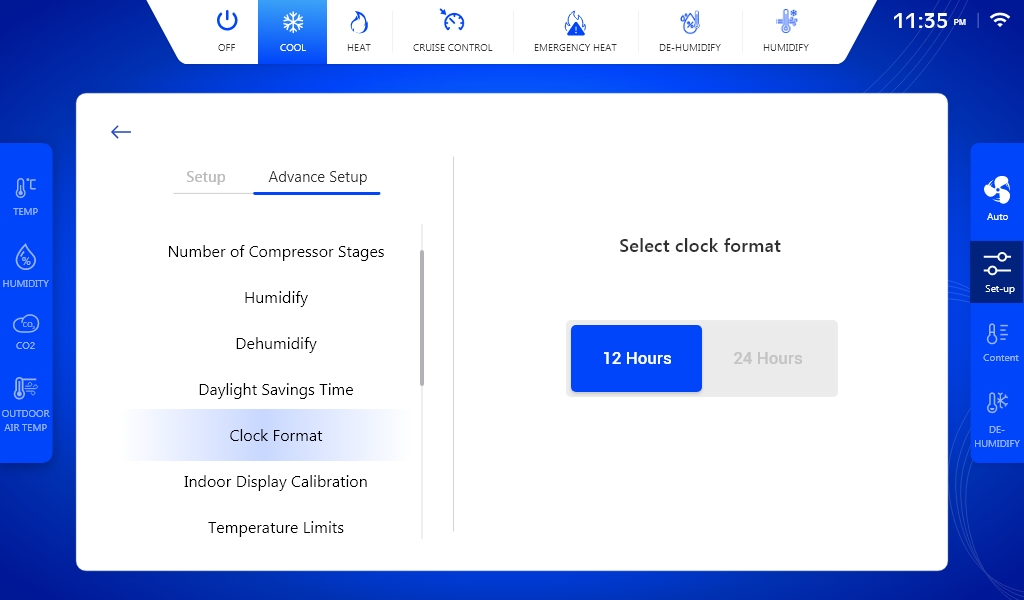 OFF
COOL
HEAT
CRUISE CONTROL
EMERGENCY HEAT
DE-HUMIDIFY
HUMIDIFY
11:35 PM
TEMP
HUMIDITY
CO2
OUTDOOR
AIR TEMP
Setup
Advance Setup
Number of Compressor Stages
Humidify
Dehumidify
Daylight Savings Time
Clock Format
Indoor Display Calibration
Temperature Limits
Select clock format
12 Hours
24 Hours
Auto
Set-up
Content
DE-
HUMIDIFY